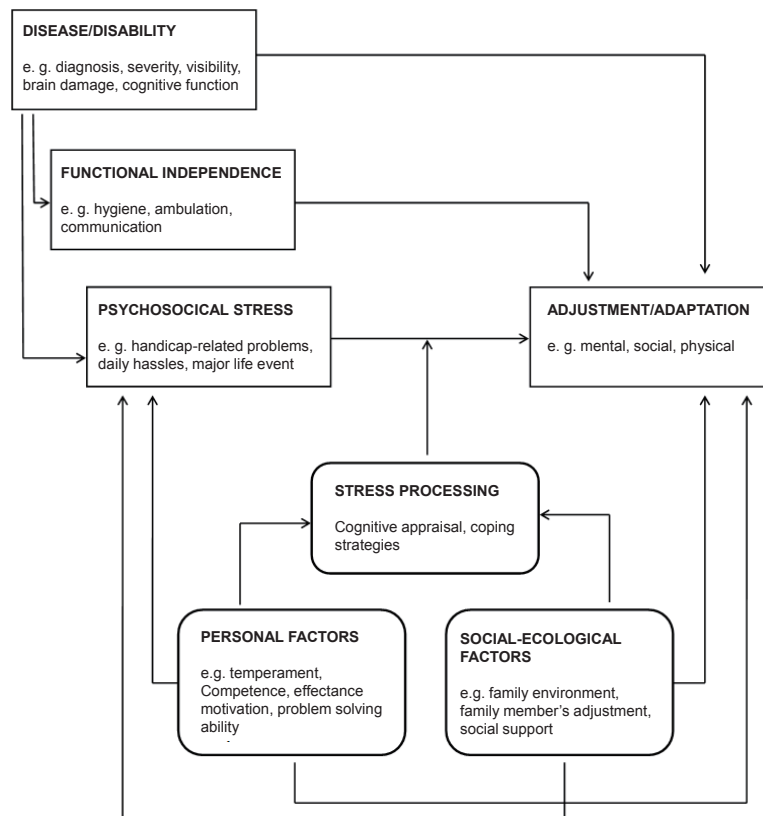 DISEASE/DISABILITY
e. g. diagnosis, severity, visibility,
brain damage, cognitive function
FUNCTIONAL INDEPENDENCE
e. g. hygiene, ambulation,
communication
PSYCHOSOCICAL STRESS
e. g. handicap-related problems,
daily hassles, major life event
ADJUSTMENT/ADAPTATION
e. g. mental, social, physical
STRESS PROCESSING
Cognitive appraisal, coping
strategies
PERSONAL FACTORS
e.g. temperament,
Competence, effectance
motivation, problem solving
ability
SOCIAL-ECOLOGICAL
FACTORS
e.g. family environment,
family member’s adjustment,
social support